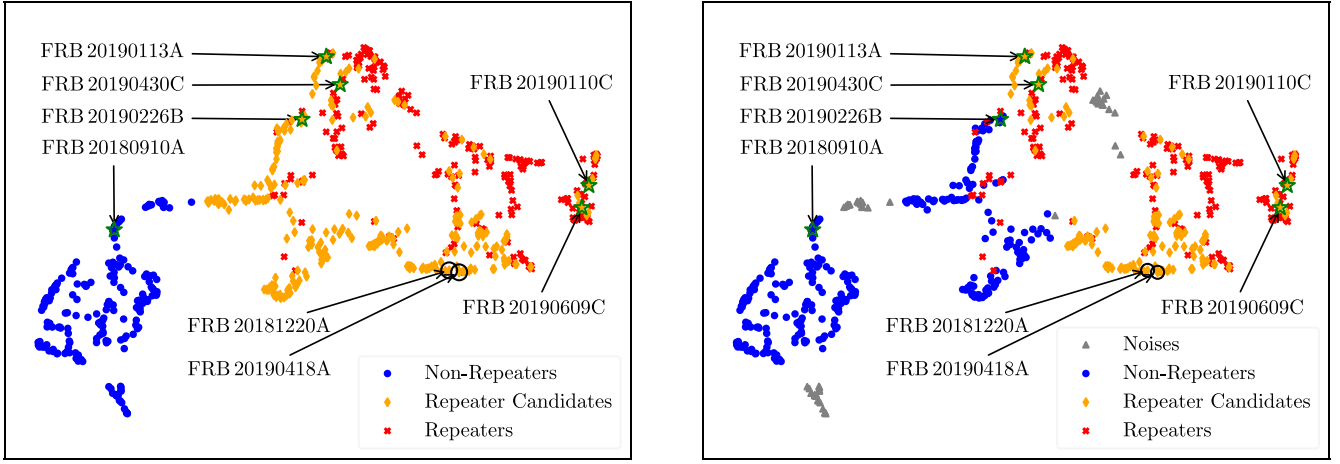 FRB 20190113A
FRB 20190430C
FRB 20190226B
FRB 20180910A
FRB 20190110C
FRB 20190609C
FRB 20181220A
FRB 20190418A
Non-Repeaters
Repeater Candidates
Repeaters
FRB 20190113A
FRB 20190430C
FRB 20190226B
FRB 20180910A
FRB 20190110C
FRB 20190609C
FRB 20181220A
FRB 20190418A
Noises
Non-Repeaters
Repeater Candidates
Repeaters